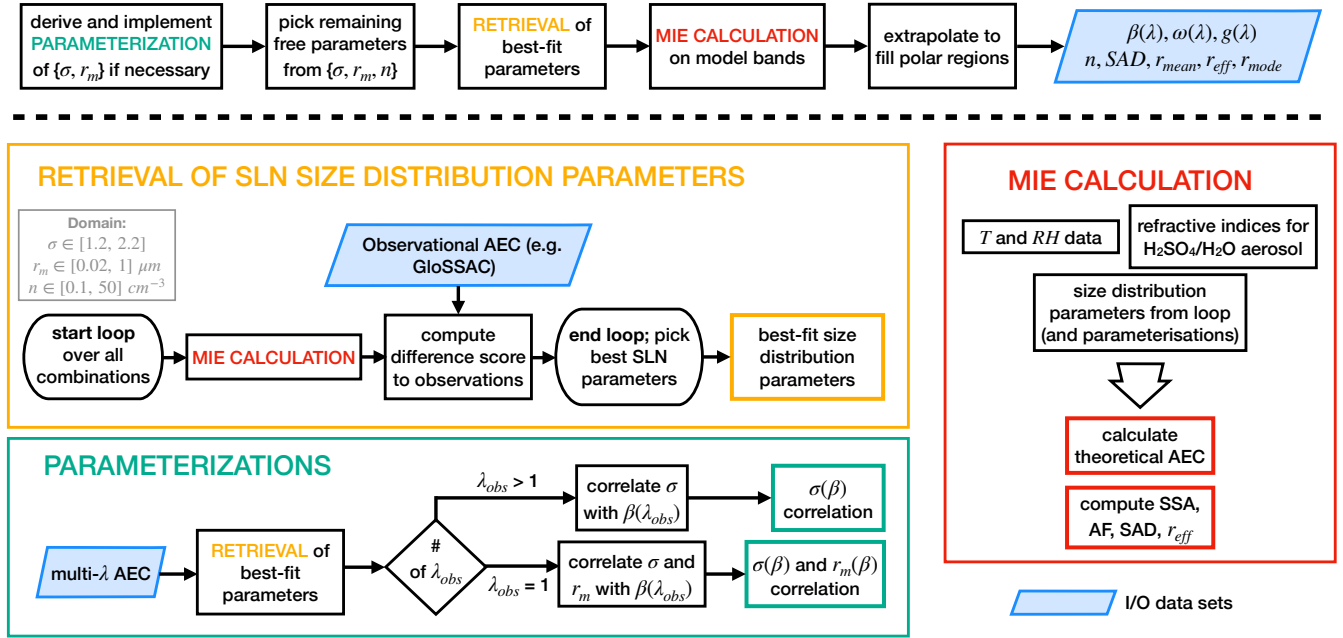 derive and implement
PARAMETERIZATION
of {σ, r_m} if necessary
pick remaining
free parameters
from {σ, r_m, n}
RETRIEVAL of
best-fit
parameters
MIE CALCULATION
on model bands
extrapolate to
fill polar regions
β(λ), ω(λ), g(λ)
n, SAD, r_mean, r_eff, r_mode
RETRIEVAL OF SLN SIZE DISTRIBUTION PARAMETERS
Domain:
σ ∈ [1.2, 2.2]
r_m ∈ [0.02, 1] μm
n ∈ [0.1, 50] cm⁻³
Observational AEC (e.g.
GloSSAC)
start loop
over all
combinations
MIE CALCULATION
compute
difference score
to observations
end loop; pick
best SLN
parameters
best-fit size
distribution
parameters
PARAMETERIZATIONS
multi-λ AEC
RETRIEVAL of
best-fit
parameters
#
of λ_obs
λ_obs > 1
correlate σ
with β(λ_obs)
σ(β)
correlation
λ_obs = 1
correlate σ and
r_m with β(λ_obs)
σ(β) and r_m(β)
correlation
MIE CALCULATION
T and RH data
refractive indices for
H₂SO₄/H₂O aerosol
size distribution
parameters from loop
(and parameterisations)
calculate
theoretical AEC
compute SSA,
AF, SAD, r_eff
I/O data sets